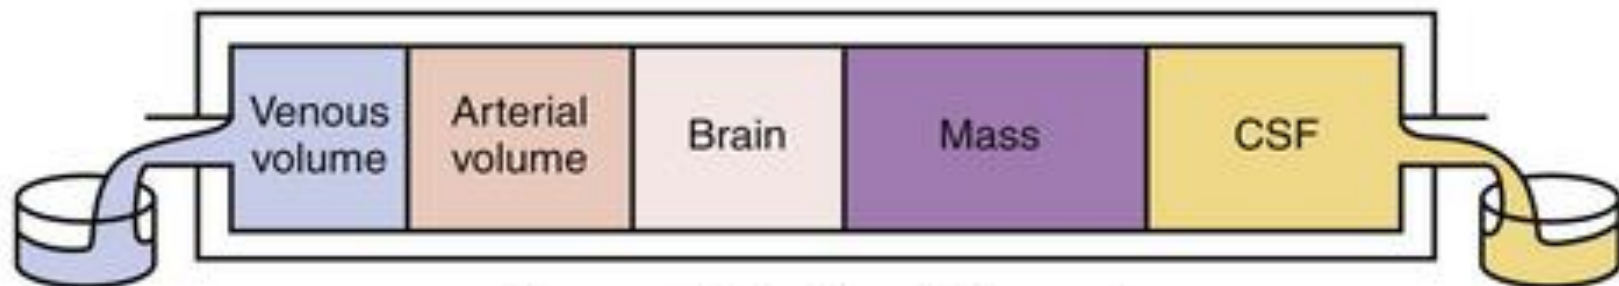 Venous
volume
Arterial
volume
Brain
Mass
CSF